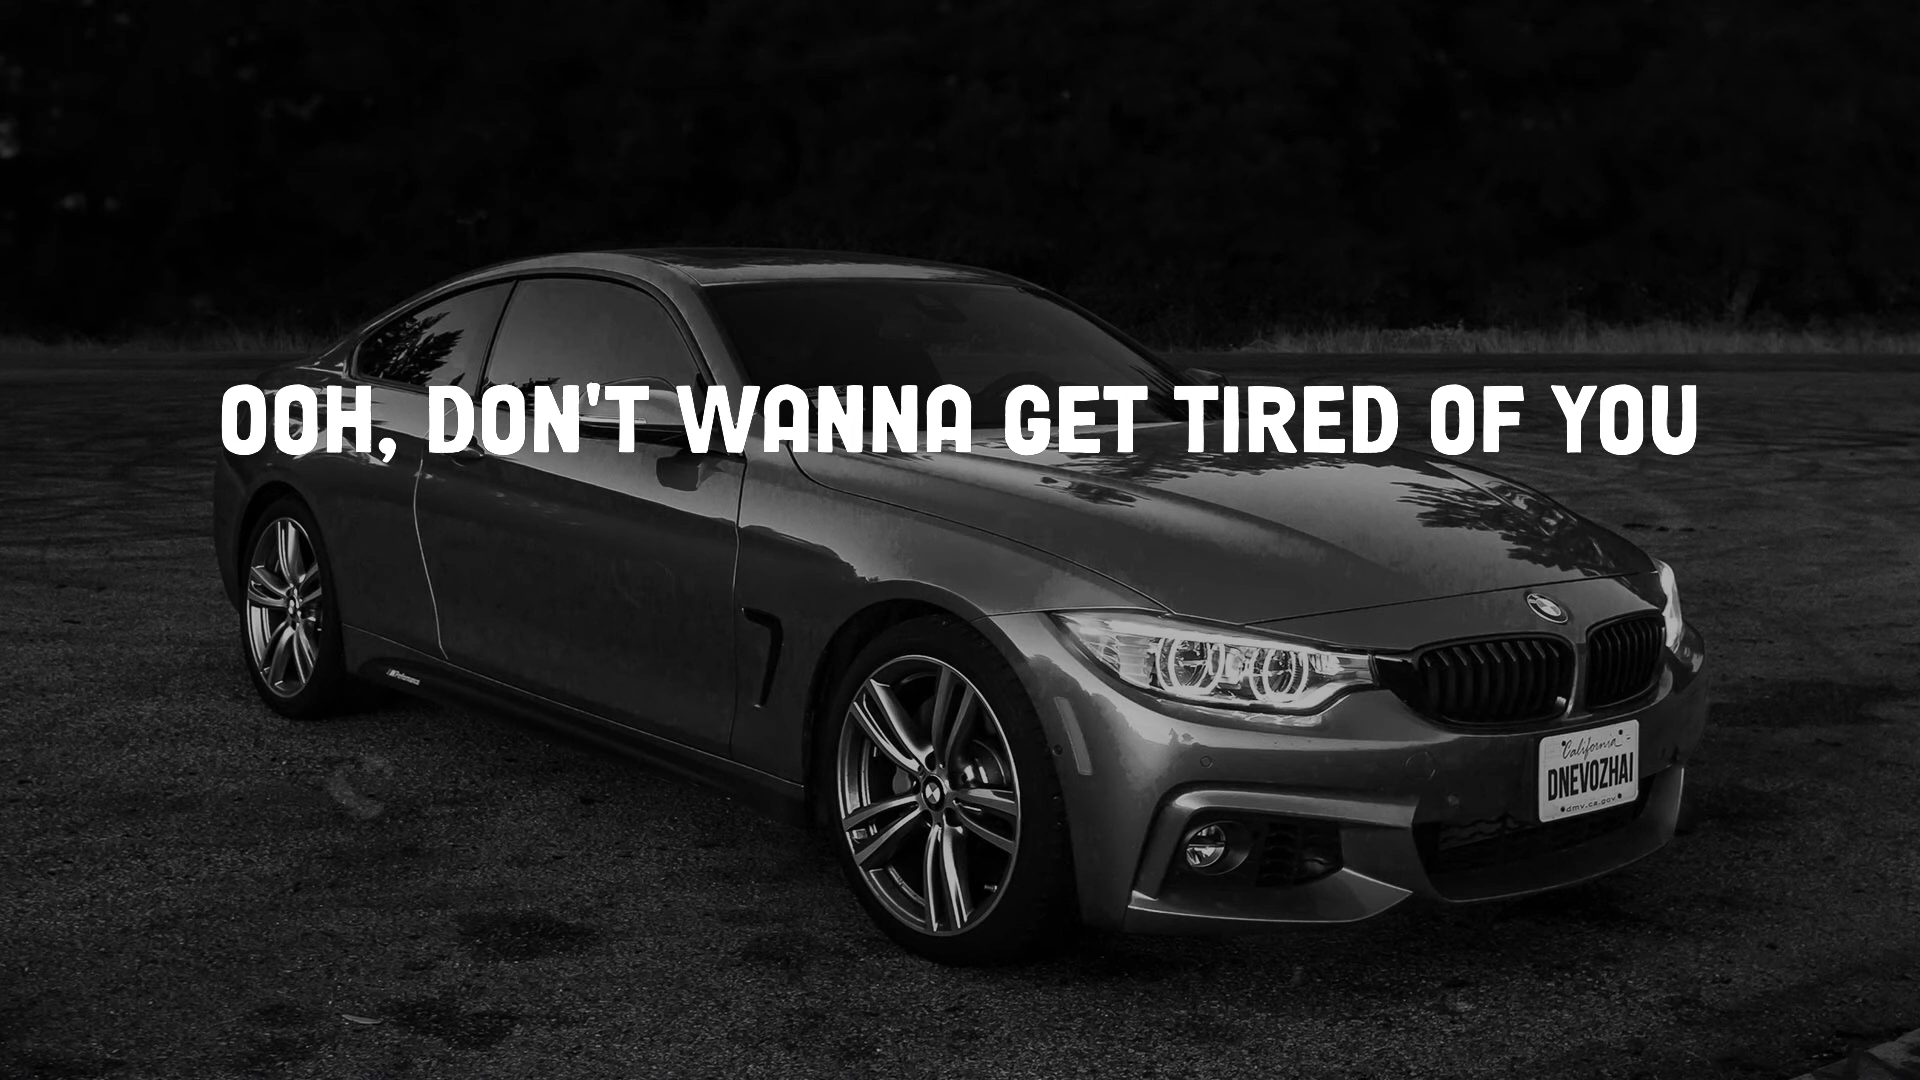 OOH, DON'T WANNA GET TIRED OF YOU
California
DNEVOZHAI
dmv.ca.gov